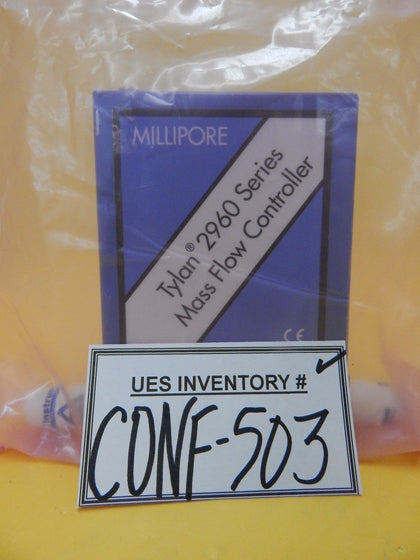 MILLIPORE
Tylan® 2960 Series
Mass Flow Controller
CE
UES INVENTORY #
CONF-503